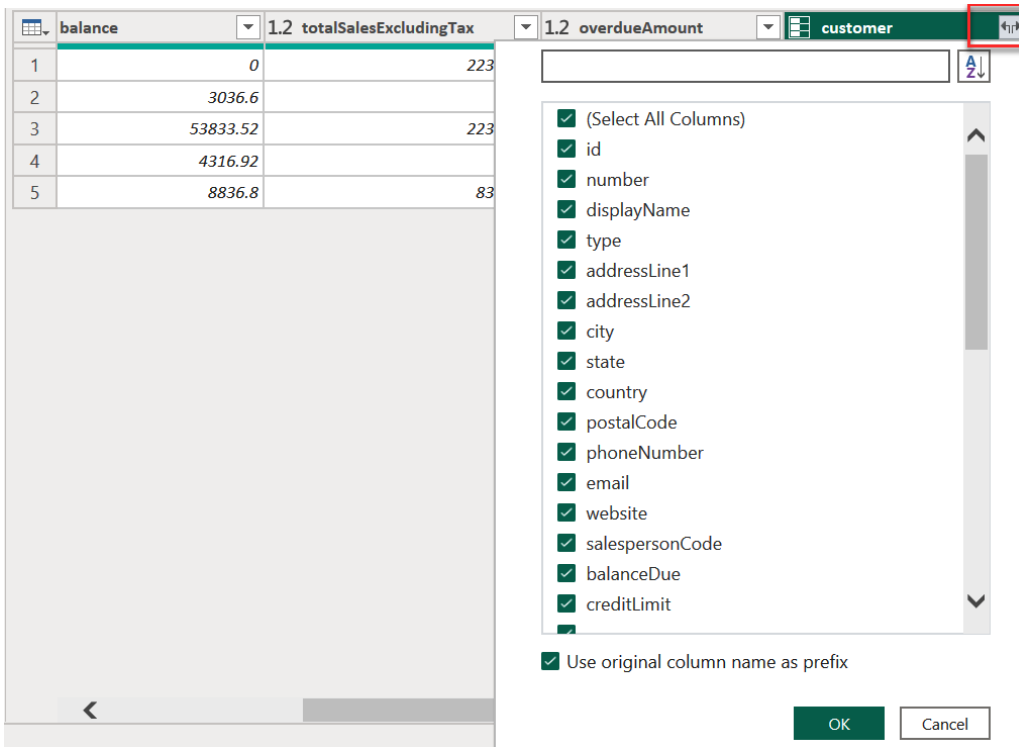 balance 1.2 totalSalesExcludingTax 1.2 overdueAmount customer
1 0 223
2 3036.6
3 53833.52 223
4 4316.92
5 8836.8 83
A
Z
(Select All Columns)
id
number
displayName
type
addressLine1
addressLine2
city
state
country
postalCode
phoneNumber
email
website
salespersonCode
balanceDue
creditLimit
Use original column name as prefix
OK Cancel